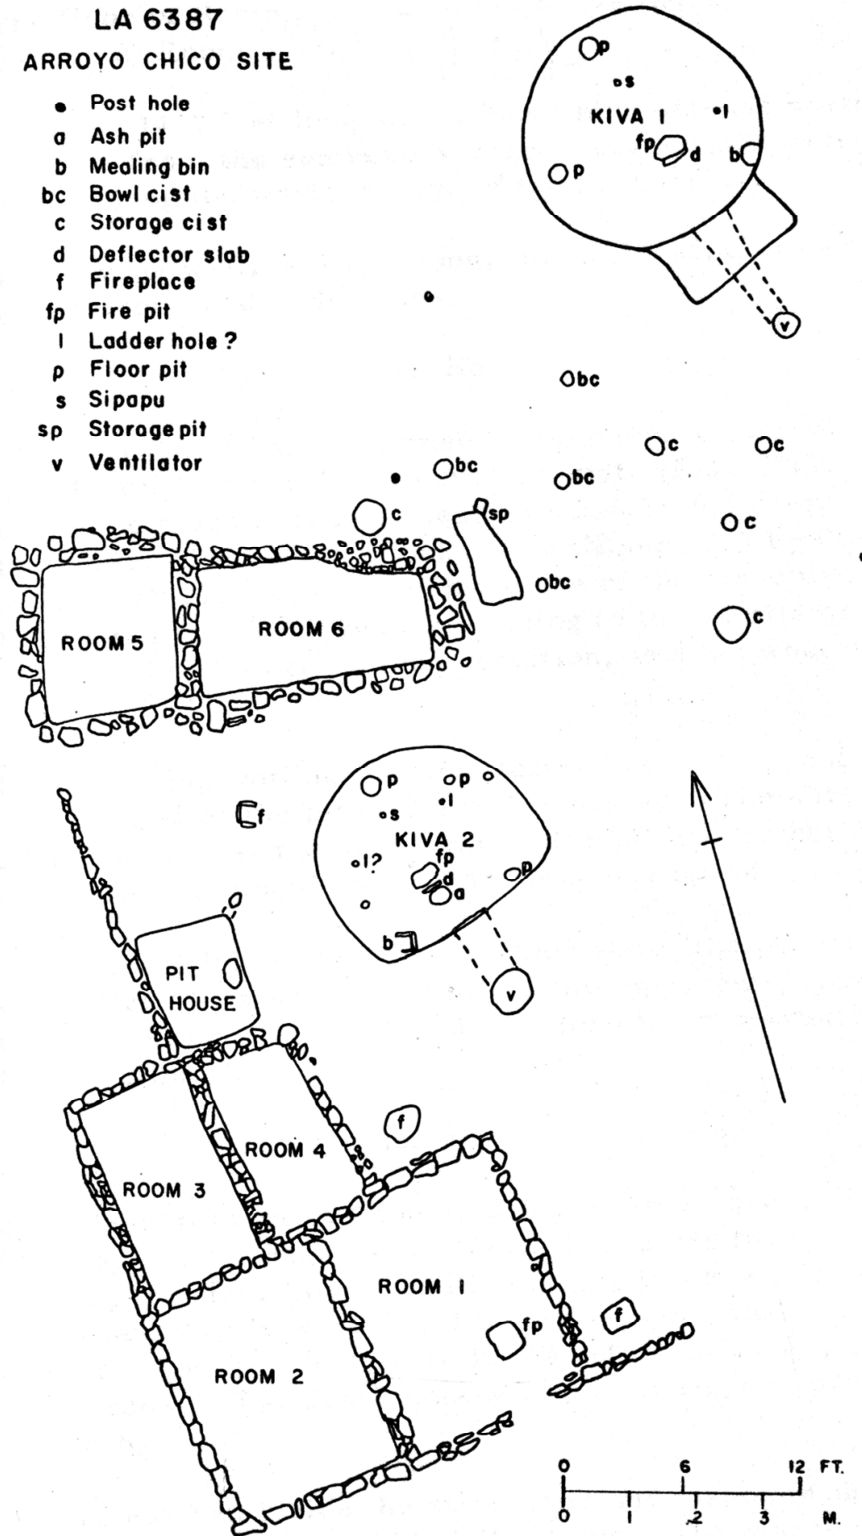 LA 6387
ARROYO CHICO SITE
• Post hole
a Ash pit
b Mealing bin
bc Bowl cist
c Storage cist
d Deflector slab
f Fireplace
fp Fire pit
l Ladder hole ?
p Floor pit
s Sipapu
sp Storage pit
v Ventilator
p
s
KIVA 1
l
fp
d
b
p
v
bc
c
c
bc
bc
c
sp
c
bc
c
ROOM 5
ROOM 6
f
p
p
l
s
KIVA 2
l?
fp
d
a
p
b
v
PIT
HOUSE
f
ROOM 4
ROOM 3
ROOM 1
fp
f
ROOM 2
0 6 12 FT.
0 1 2 3 M.